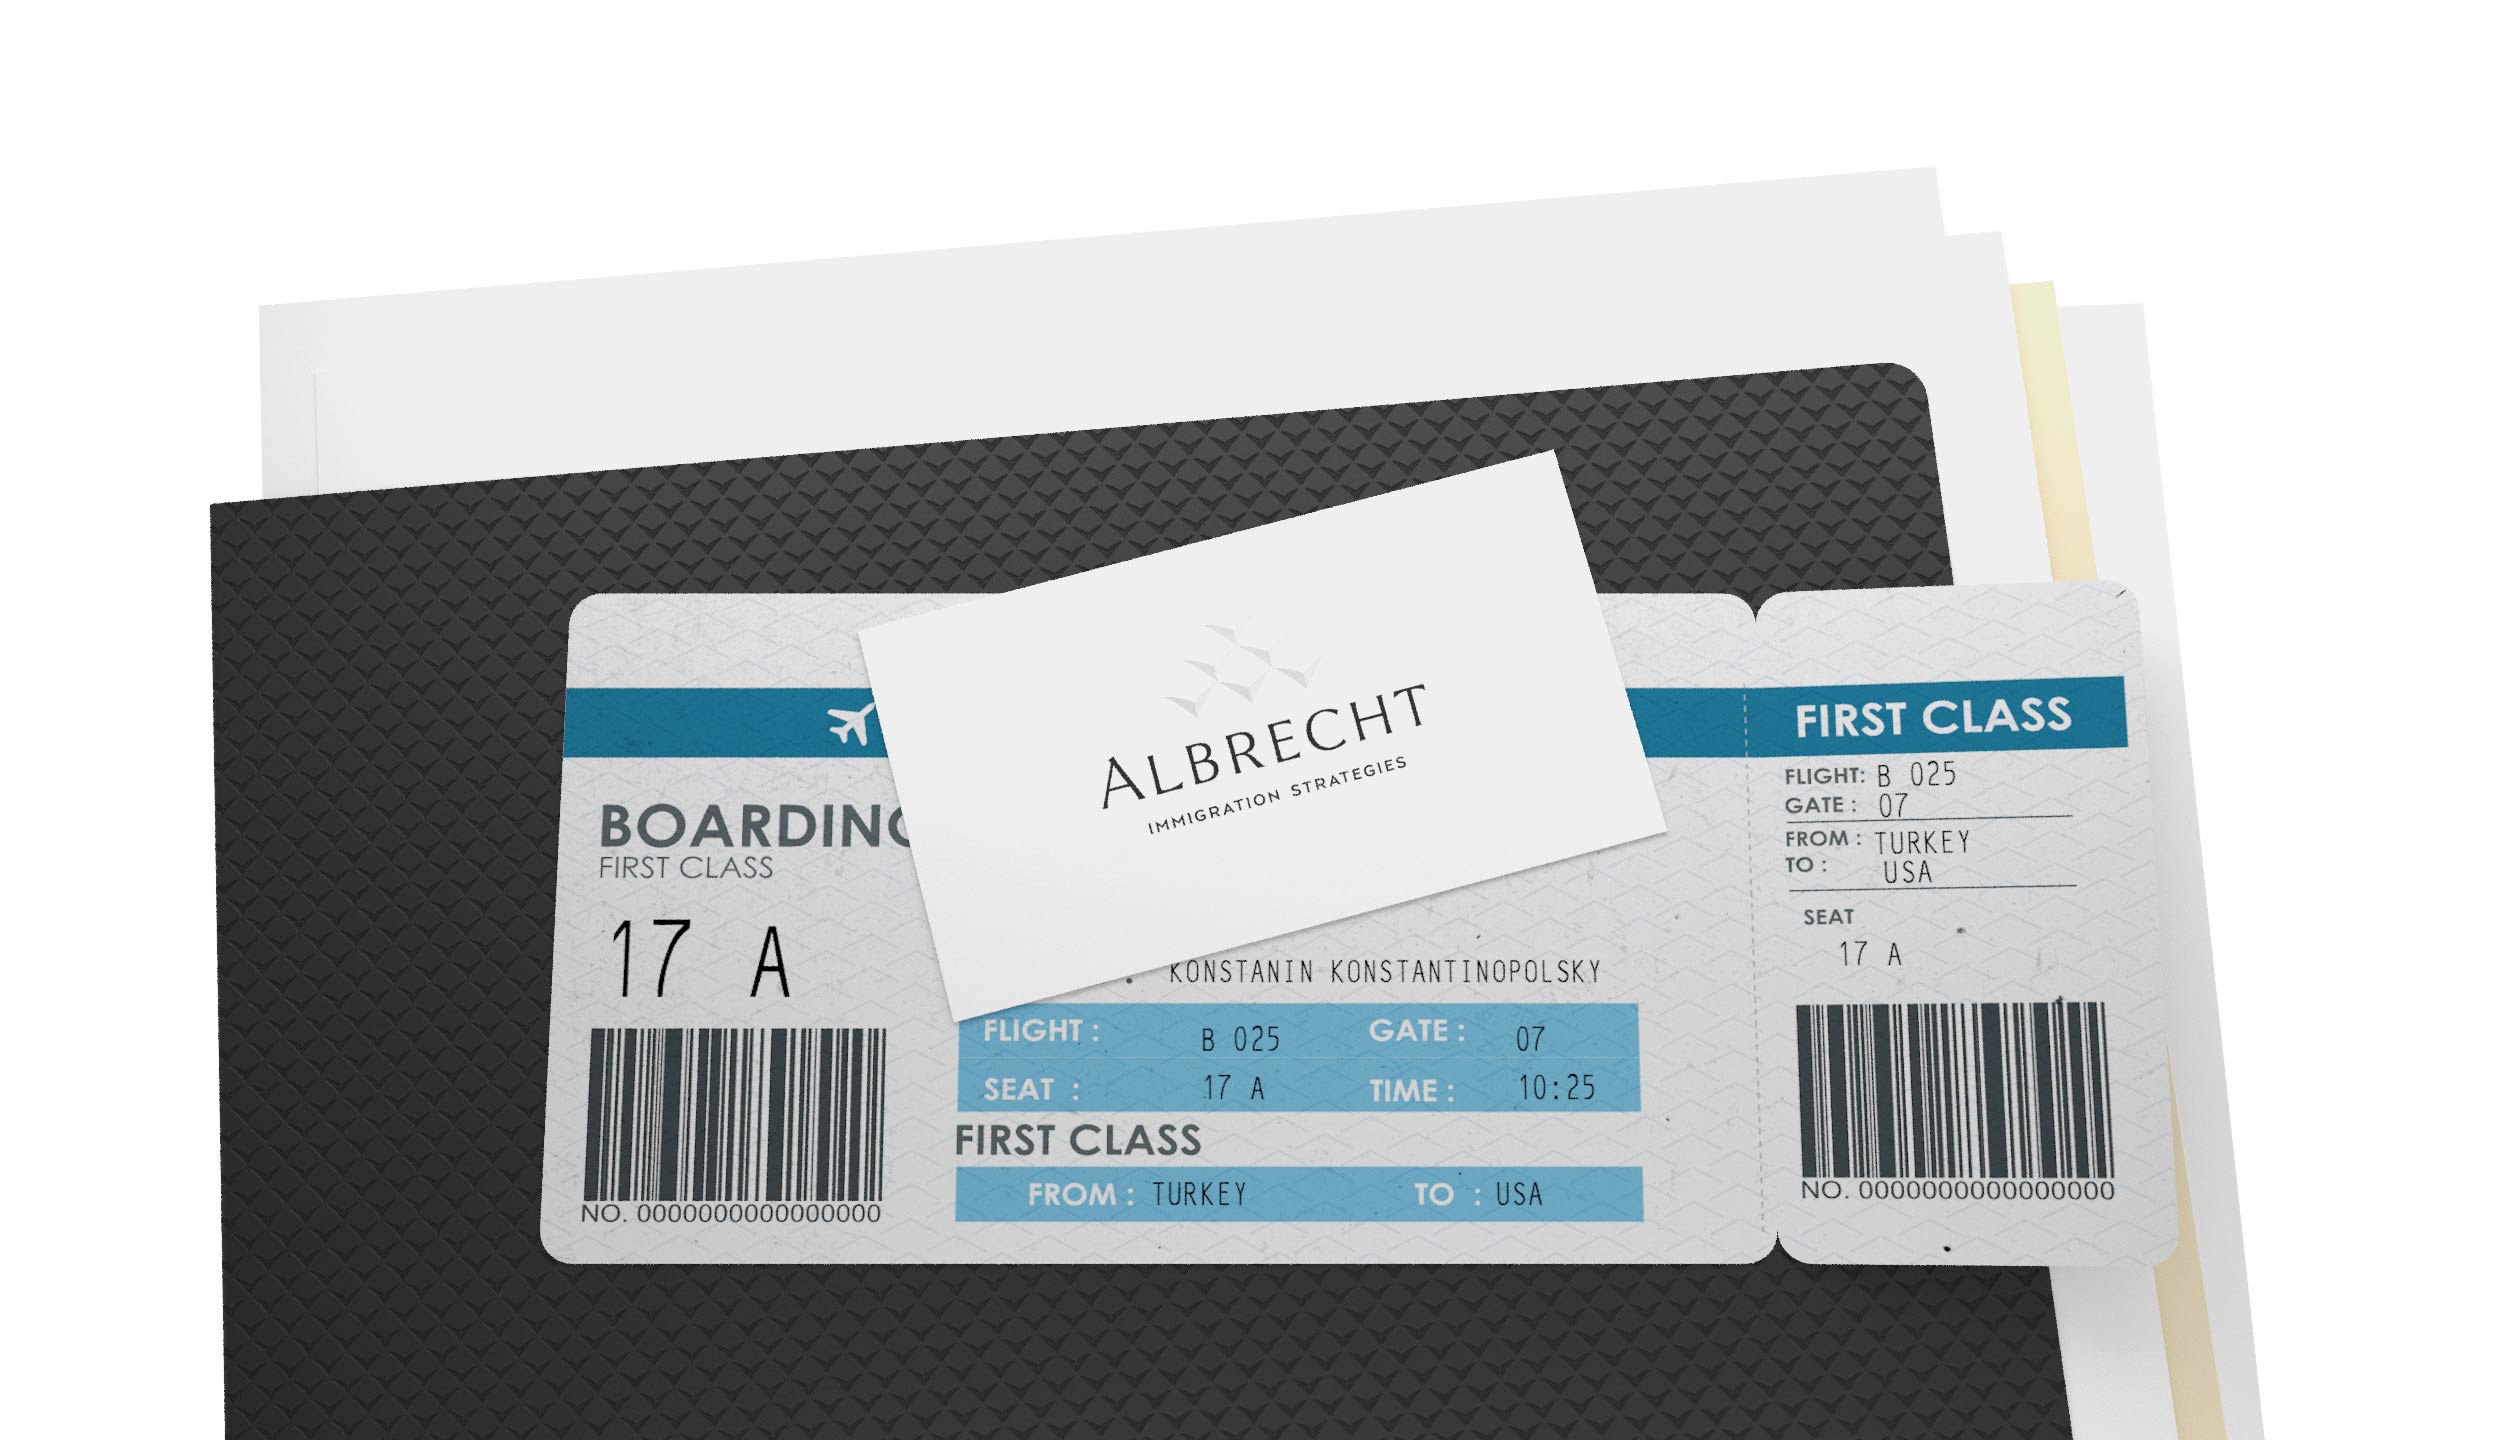 ALBRECHT
IMMIGRATION STRATEGIES
BOARDING
FIRST CLASS
17 A
NO. 0000000000000000
KONSTANIN KONSTANTINOPOLSKY
FLIGHT : B 025 GATE : 07
SEAT : 17 A TIME : 10:25
FIRST CLASS
FROM : TURKEY TO : USA
FIRST CLASS
FLIGHT: B 025
GATE : 07
FROM : TURKEY
TO : USA
SEAT
17 A
NO. 0000000000000000